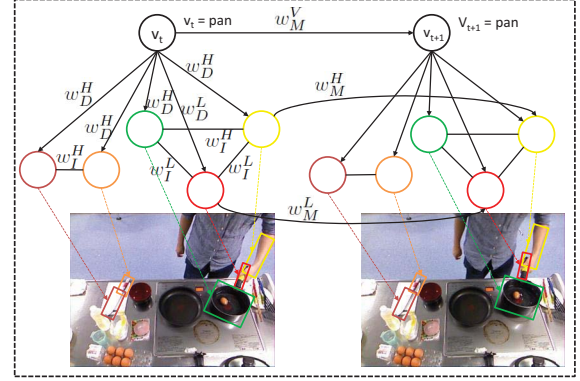 v_t = pan
w_M^V
V_{t+1} = pan
v_t
v_{t+1}
w_D^H
w_D^H
w_D^H
w_D^L
w_D^H
w_M^H
w_I^H
w_I^H
w_I^L
w_I^L
w_M^L